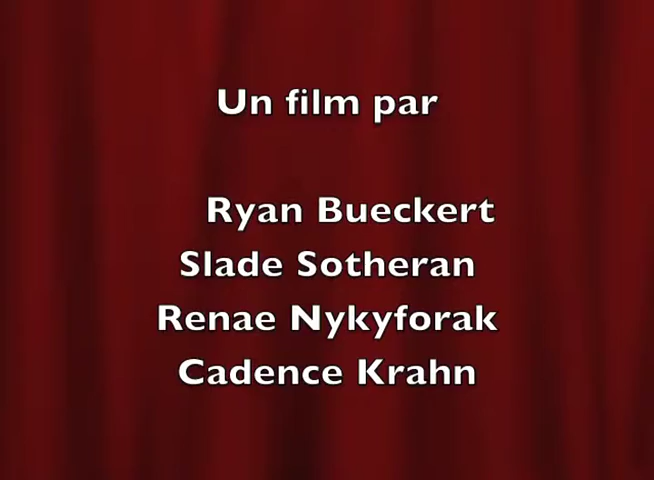 Un film par
Ryan Bueckert
Slade Sotheran
Renae Nykyforak
Cadence Krahn